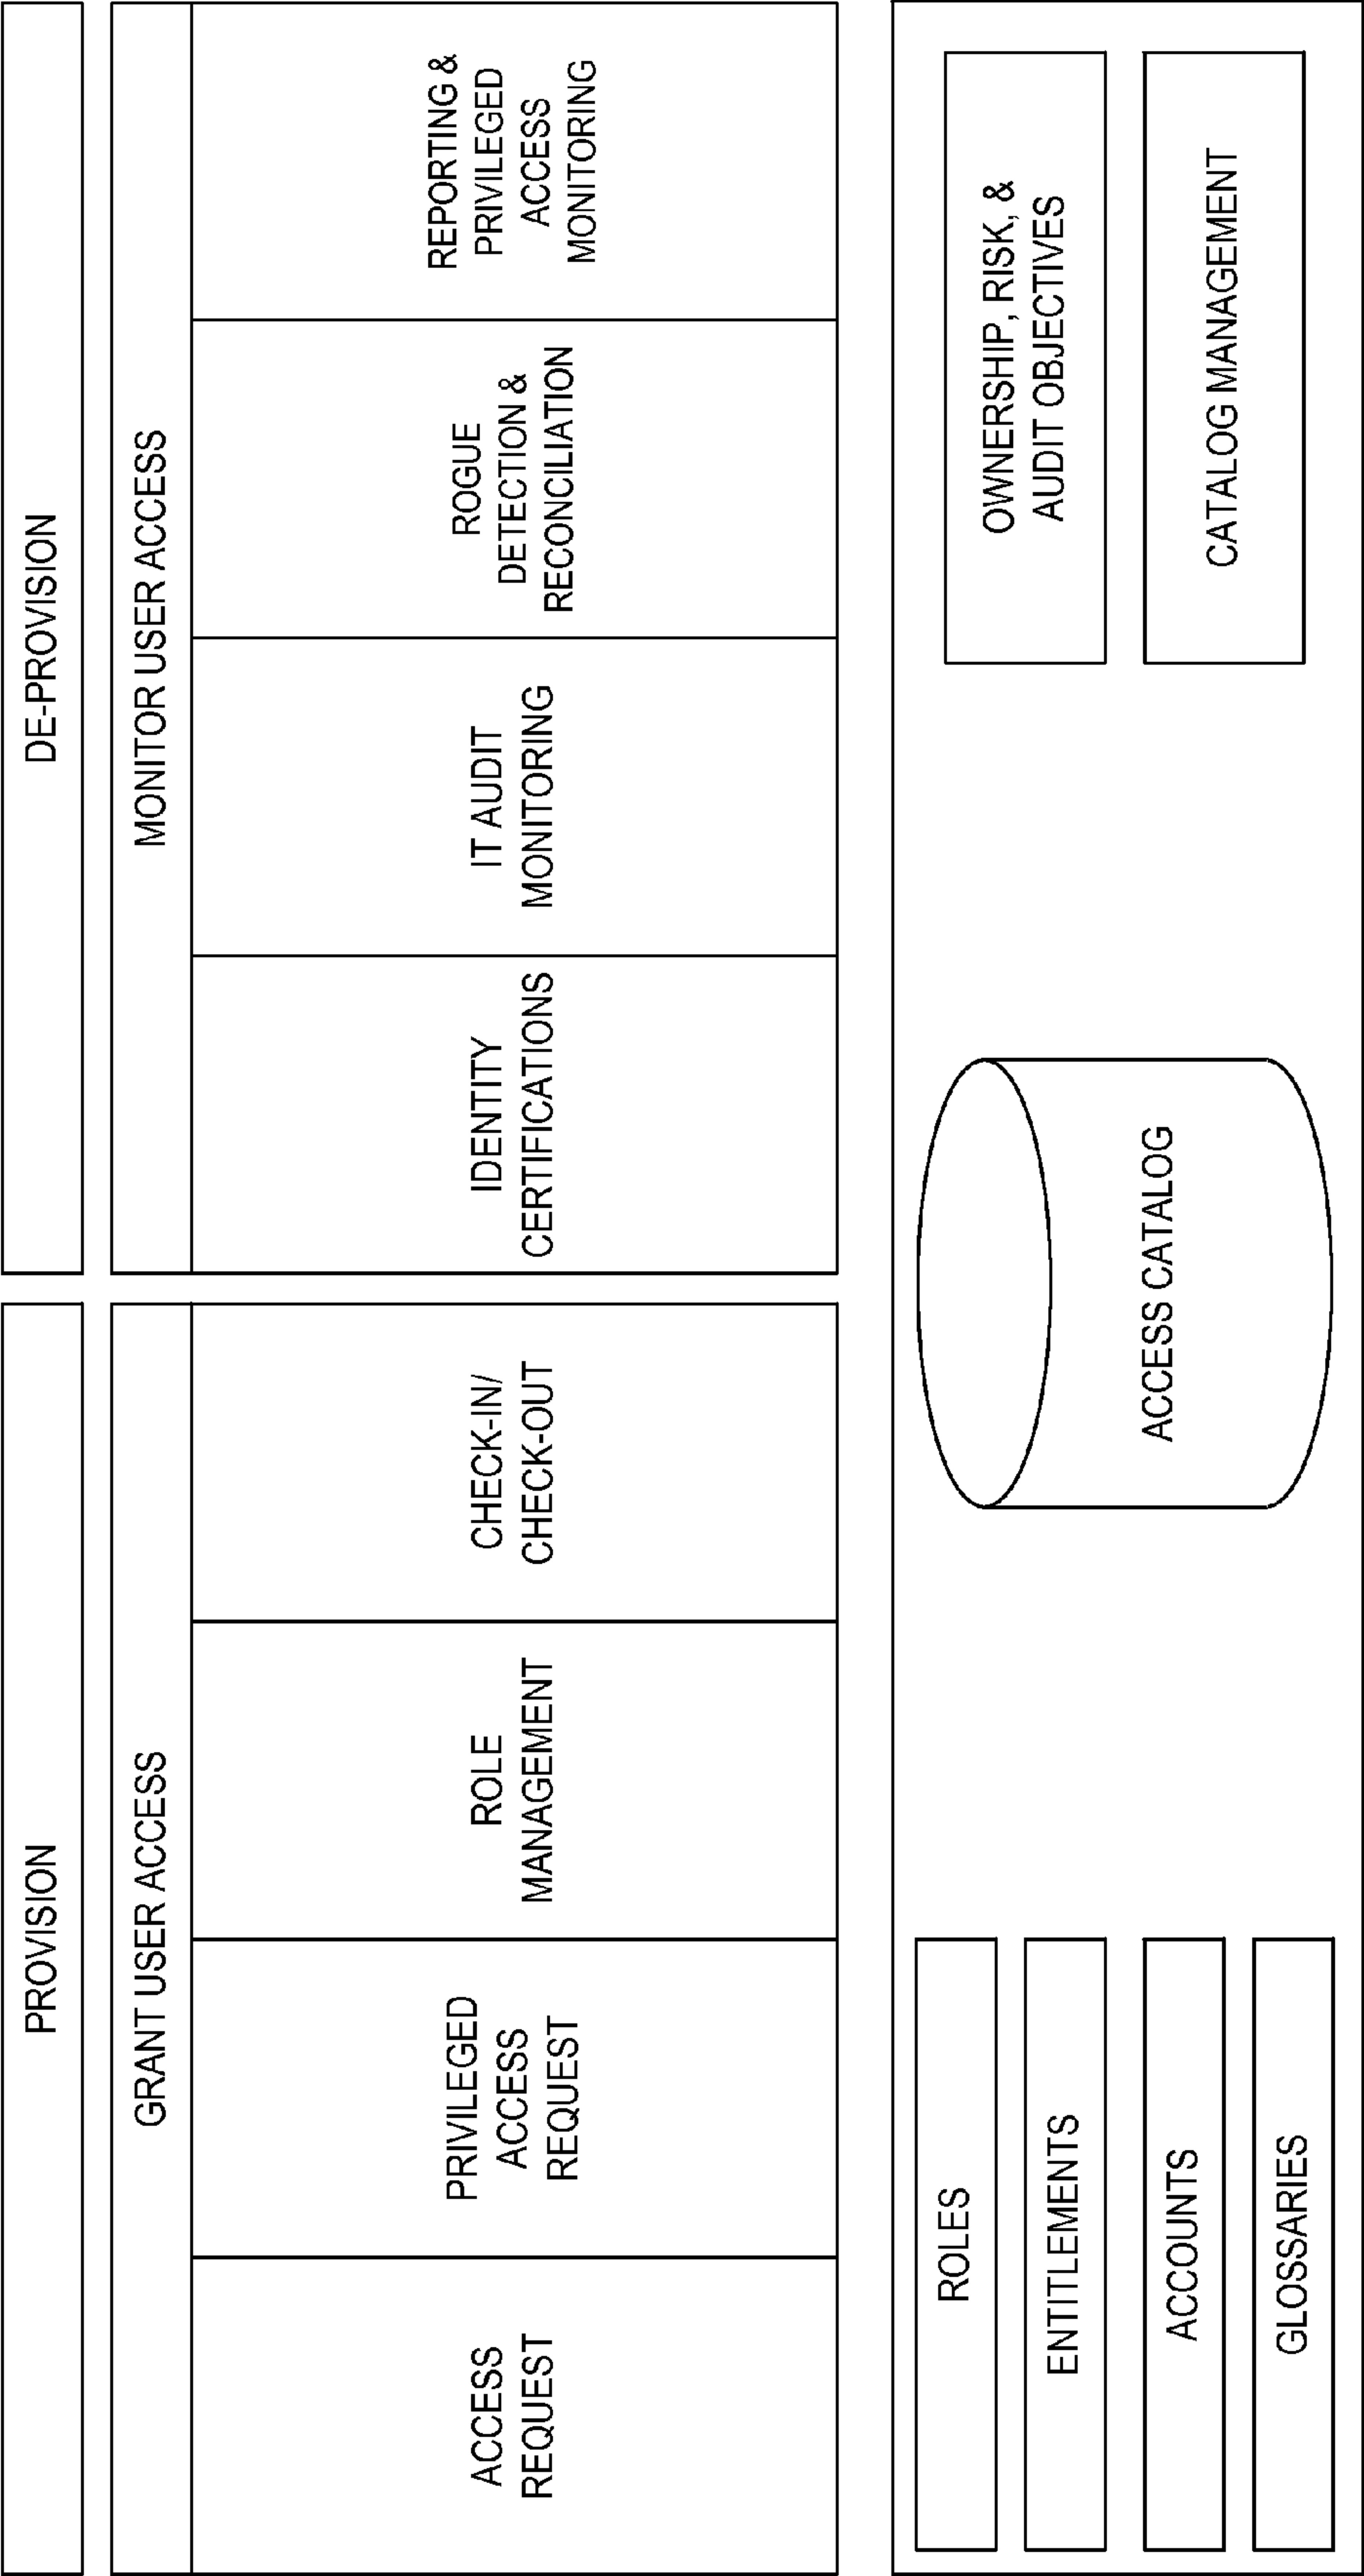 PROVISION
DE-PROVISION
GRANT USER ACCESS
MONITOR USER ACCESS
ACCESS
REQUEST
PRIVILEGED
ACCESS
REQUEST
ROLE
MANAGEMENT
CHECK-IN/
CHECK-OUT
IDENTITY
CERTIFICATIONS
IT AUDIT
MONITORING
ROGUE
DETECTION &
RECONCILIATION
REPORTING &
PRIVILEGED
ACCESS
MONITORING
ROLES
ENTITLEMENTS
ACCOUNTS
GLOSSARIES
ACCESS CATALOG
OWNERSHIP, RISK, &
AUDIT OBJECTIVES
CATALOG MANAGEMENT